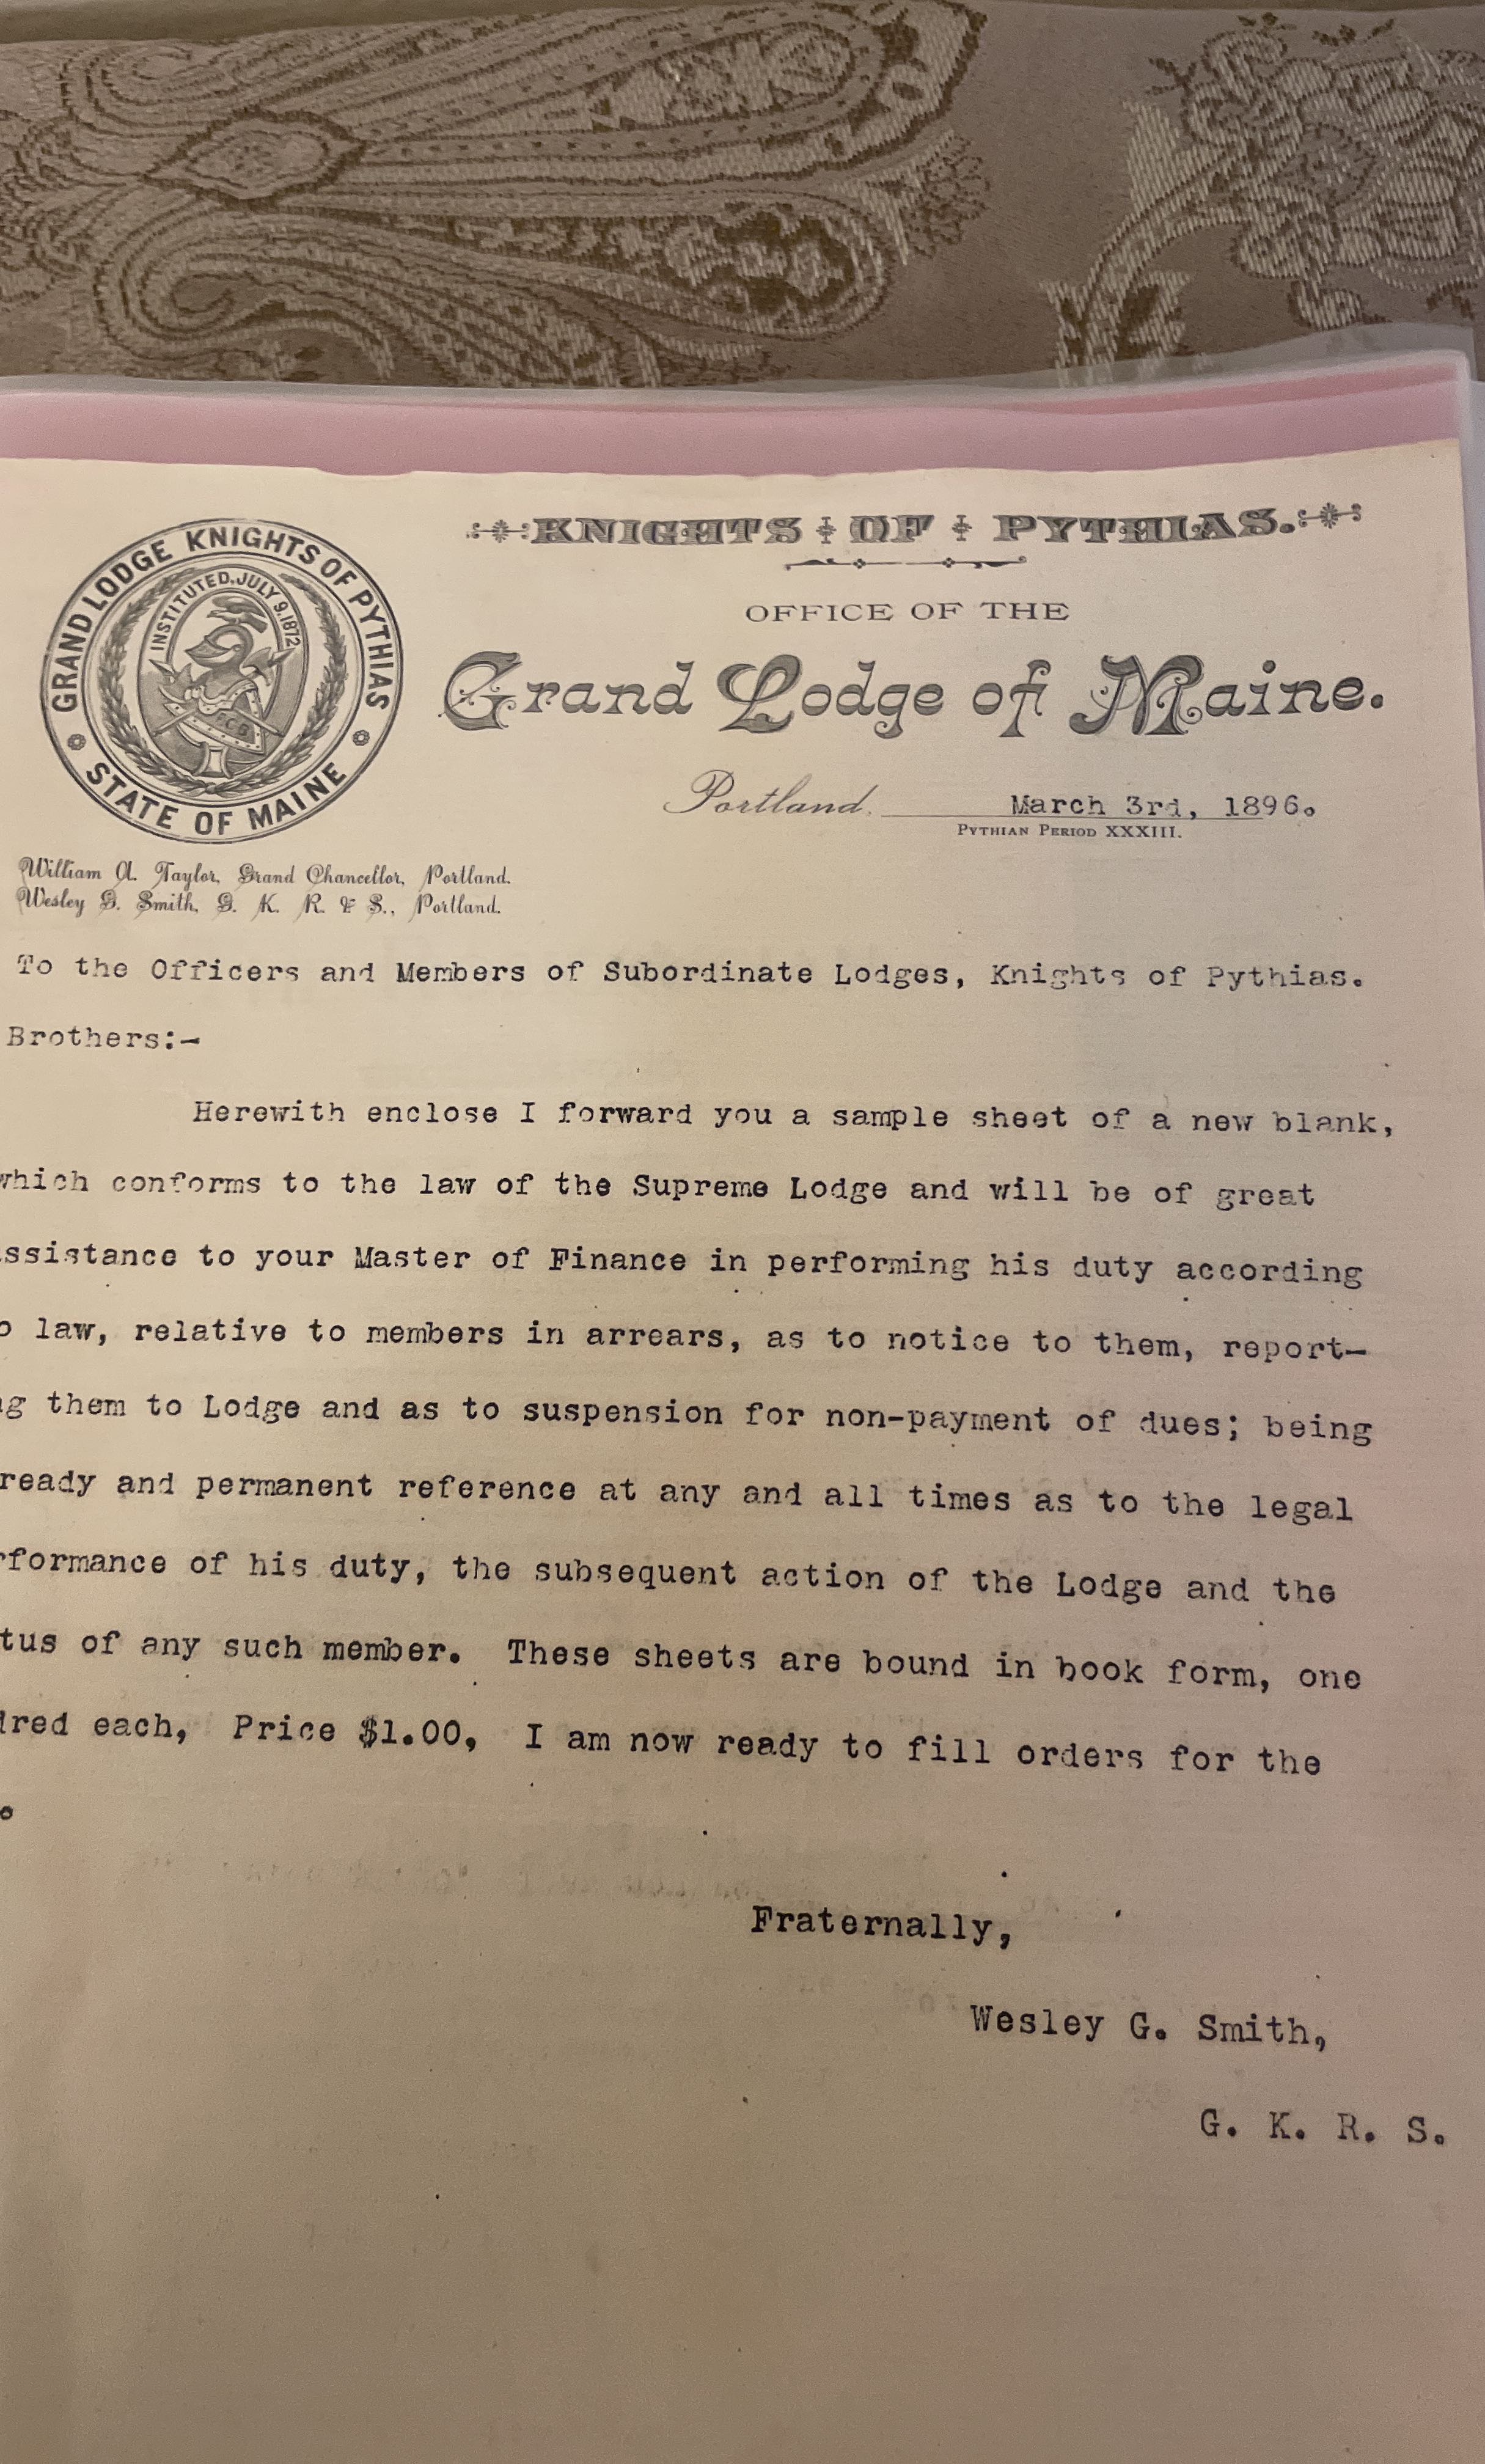 KNIGHTS OF PYTHIAS.
OFFICE OF THE
Grand Lodge of Maine.
GRAND LODGE KNIGHTS OF PYTHIAS
INSTITUTED, JULY 9, 1872
FCB
STATE OF MAINE
Portland, March 3rd, 1896.
PYTHIAN PERIOD XXXIII.
William A. Taylor, Grand Chancellor, Portland.
Wesley G. Smith, G. K. R. & S., Portland.
To the Officers and Members of Subordinate Lodges, Knights of Pythias.
Brothers:-
Herewith enclose I forward you a sample sheet of a new blank,
which conforms to the law of the Supreme Lodge and will be of great
ssistance to your Master of Finance in performing his duty according
o law, relative to members in arrears, as to notice to them, report-
g them to Lodge and as to suspension for non-payment of dues; being
ready and permanent reference at any and all times as to the legal
rformance of his duty, the subsequent action of the Lodge and the
tus of any such member. These sheets are bound in book form, one
dred each, Price $1.00, I am now ready to fill orders for the
Fraternally,
Wesley G. Smith,
G. K. R. S.